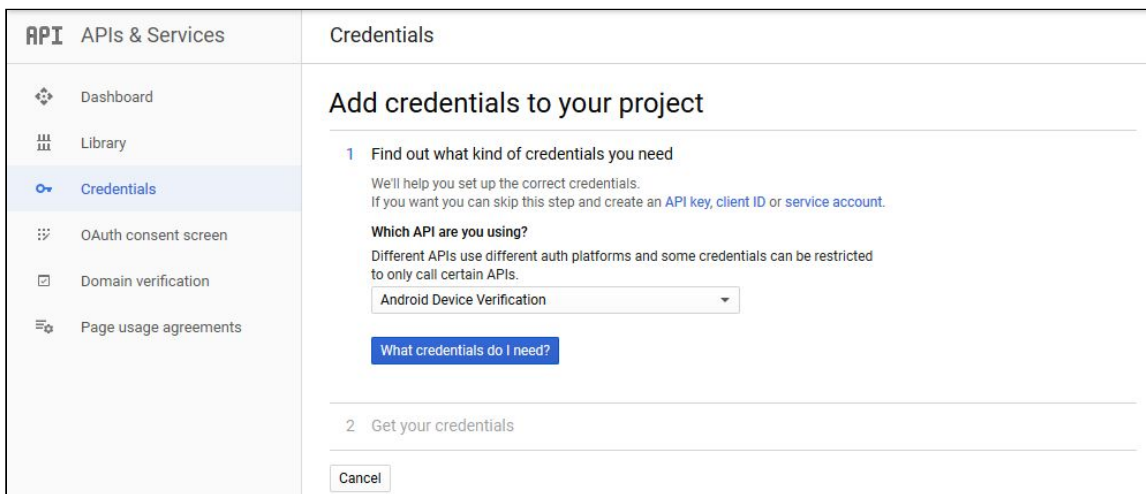 API APIs & Services
Dashboard
Library
Credentials
OAuth consent screen
Domain verification
Page usage agreements
Credentials
Add credentials to your project
1 Find out what kind of credentials you need
We'll help you set up the correct credentials.
If you want you can skip this step and create an API key, client ID or service account.
Which API are you using?
Different APIs use different auth platforms and some credentials can be restricted
to only call certain APIs.
Android Device Verification
What credentials do I need?
2 Get your credentials
Cancel